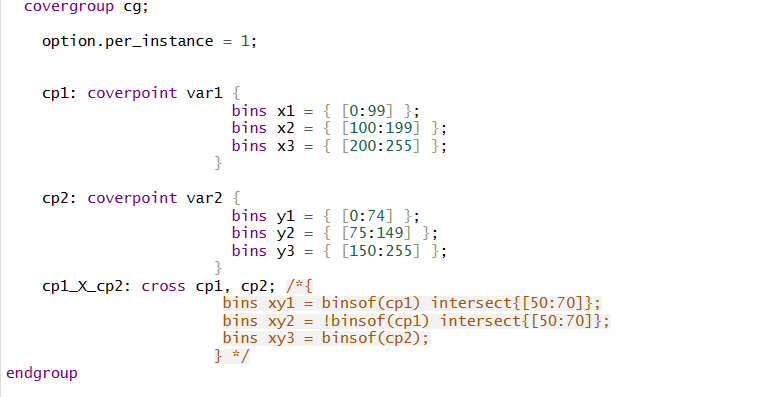 covergroup cg;
option.per_instance = 1;
cp1: coverpoint var1 {
bins x1 = { [0:99] };
bins x2 = { [100:199] };
bins x3 = { [200:255] };
}
cp2: coverpoint var2 {
bins y1 = { [0:74] };
bins y2 = { [75:149] };
bins y3 = { [150:255] };
}
cp1_X_cp2: cross cp1, cp2; /*{
bins xy1 = binsof(cp1) intersect{[50:70]};
bins xy2 = !binsof(cp1) intersect{[50:70]};
bins xy3 = binsof(cp2);
} */
endgroup